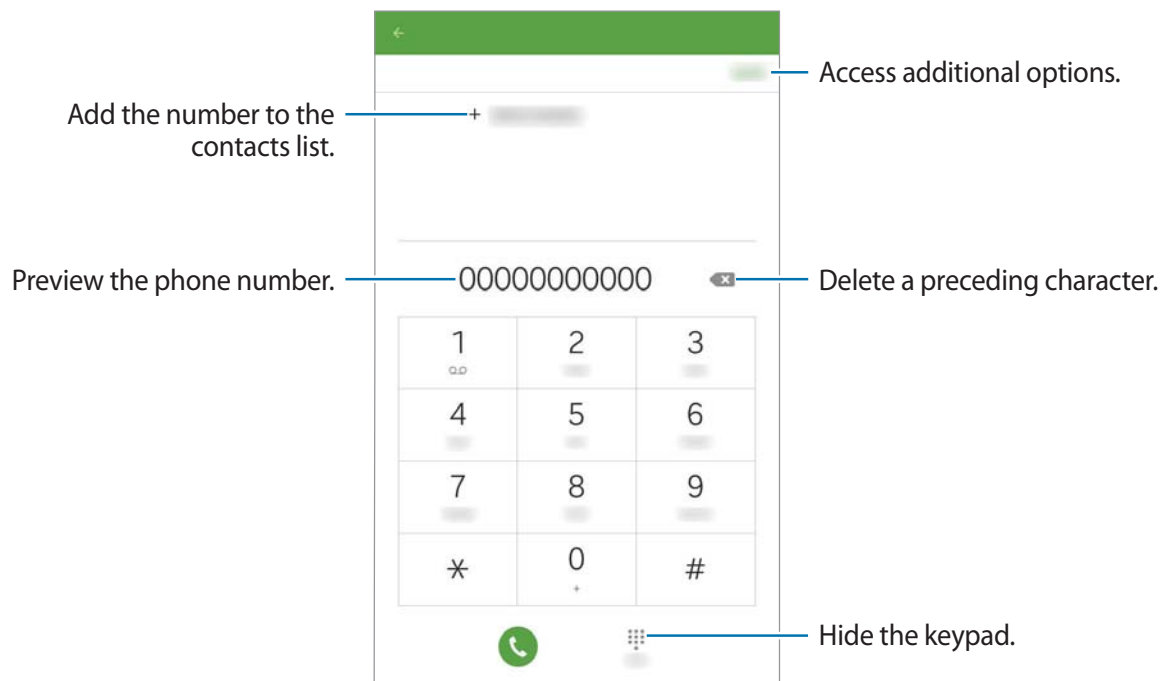 Access additional options.
Add the number to the
contacts list.
+
Preview the phone number.
00000000000
Delete a preceding character.
1 2 3
4 5 6
7 8 9
* 0 #
+
Hide the keypad.